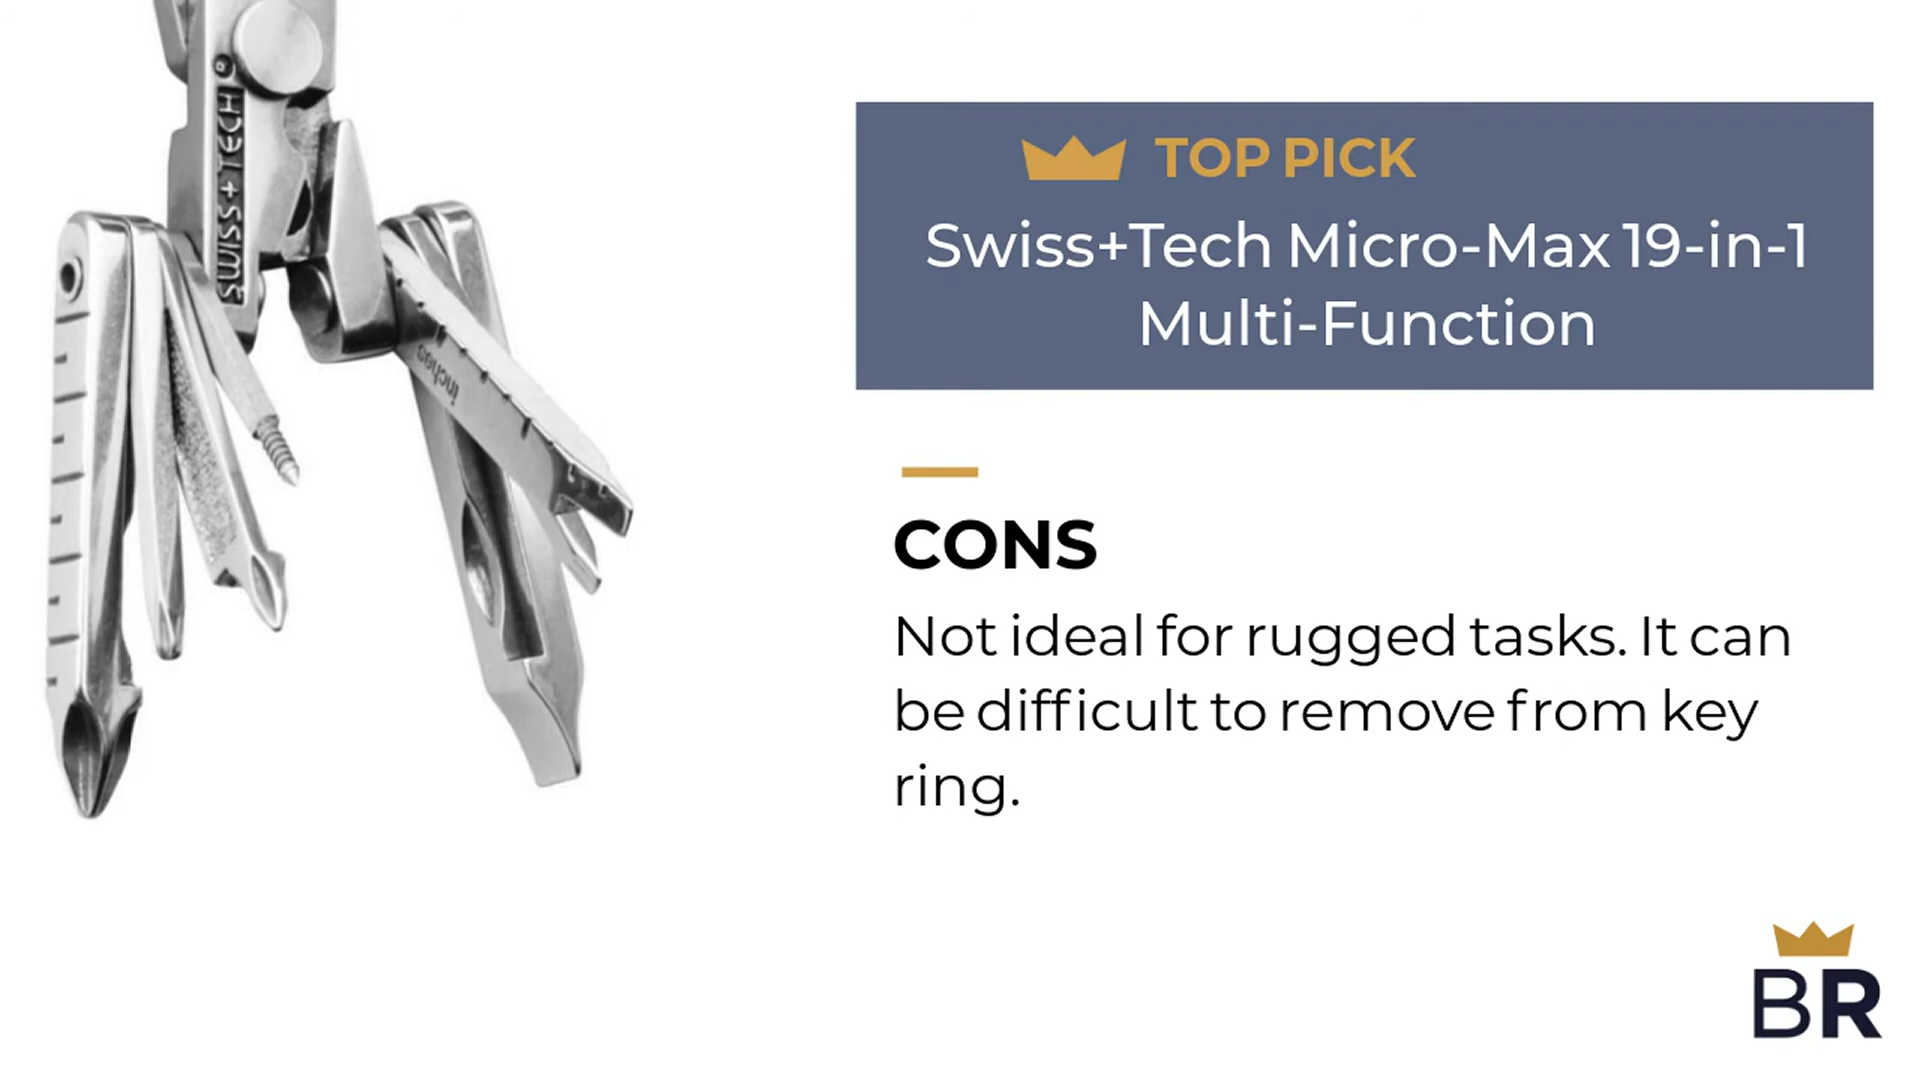 SWISS+TECH
inches
TOP PICK
Swiss+Tech Micro-Max 19-in-1
Multi-Function
CONS
Not ideal for rugged tasks. It can
be difficult to remove from key
ring.
BR